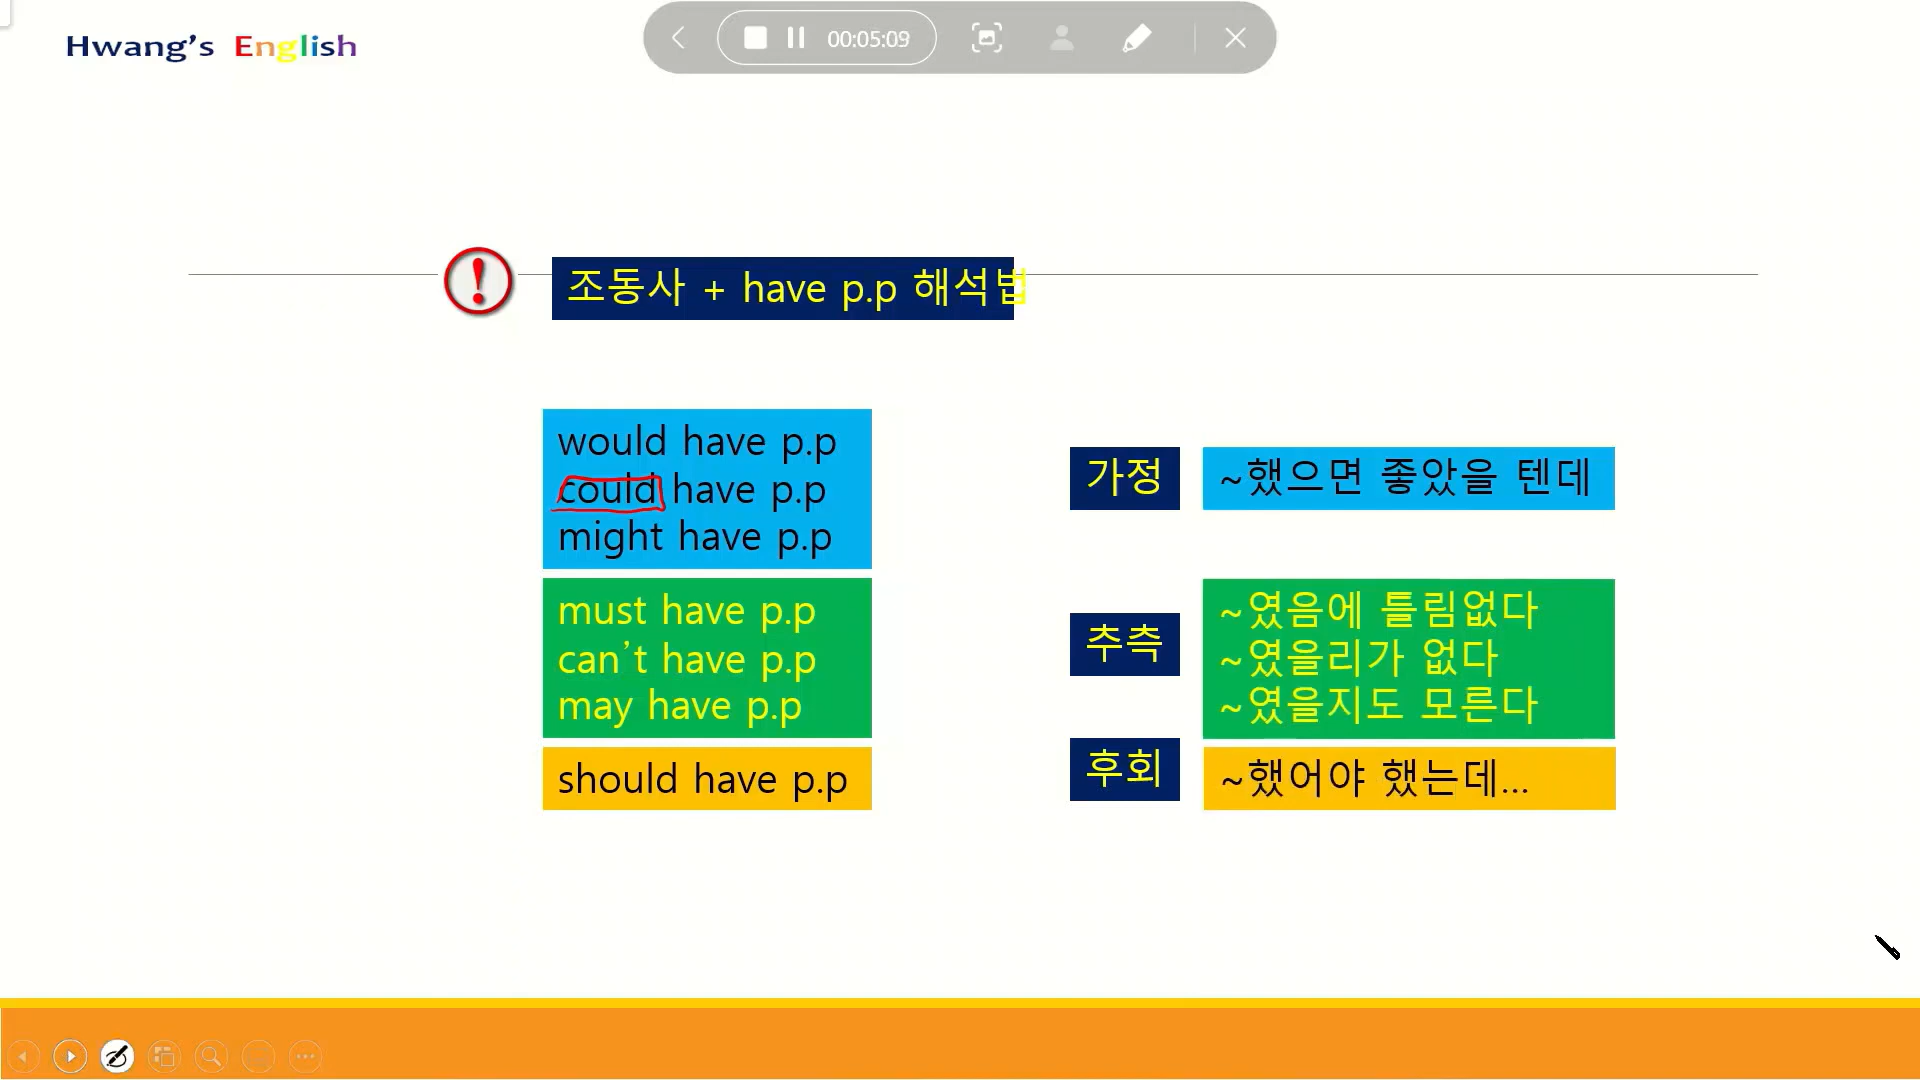 Hwang's English
00:05:09
조동사 + have p.p 해석법
would have p.p
could have p.p
might have p.p
가정
~했으면 좋았을 텐데
must have p.p
can't have p.p
may have p.p
추측
~였음에 틀림없다
~였을리가 없다
~였을지도 모른다
should have p.p
후회
~했어야 했는데...